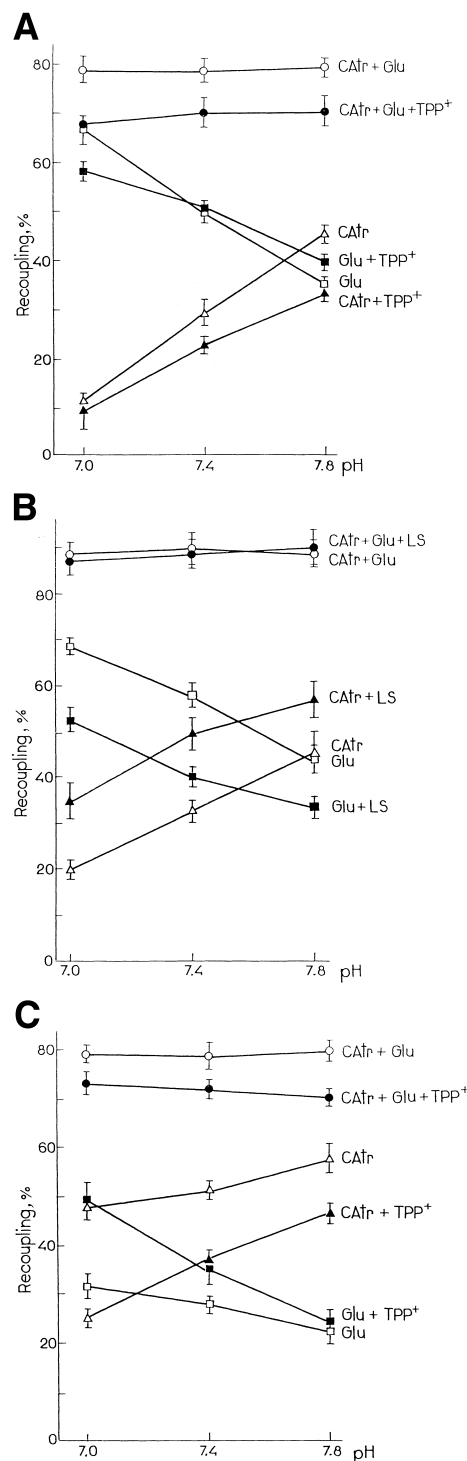 A
80
60
40
20
0
Recoupling, %
CAtr + Glu
CAtr + Glu + TPP+
CAtr
Glu + TPP+
Glu
CAtr + TPP+
7.0 7.4 7.8 pH
B
80
60
40
20
0
Recoupling, %
CAtr + Glu + LS
CAtr + Glu
CAtr + LS
CAtr
Glu
Glu + LS
7.0 7.4 7.8 pH
C
80
60
40
20
0
Recoupling, %
CAtr + Glu
CAtr + Glu + TPP+
CAtr
CAtr + TPP+
Glu + TPP+
Glu
7.0 7.4 7.8 pH